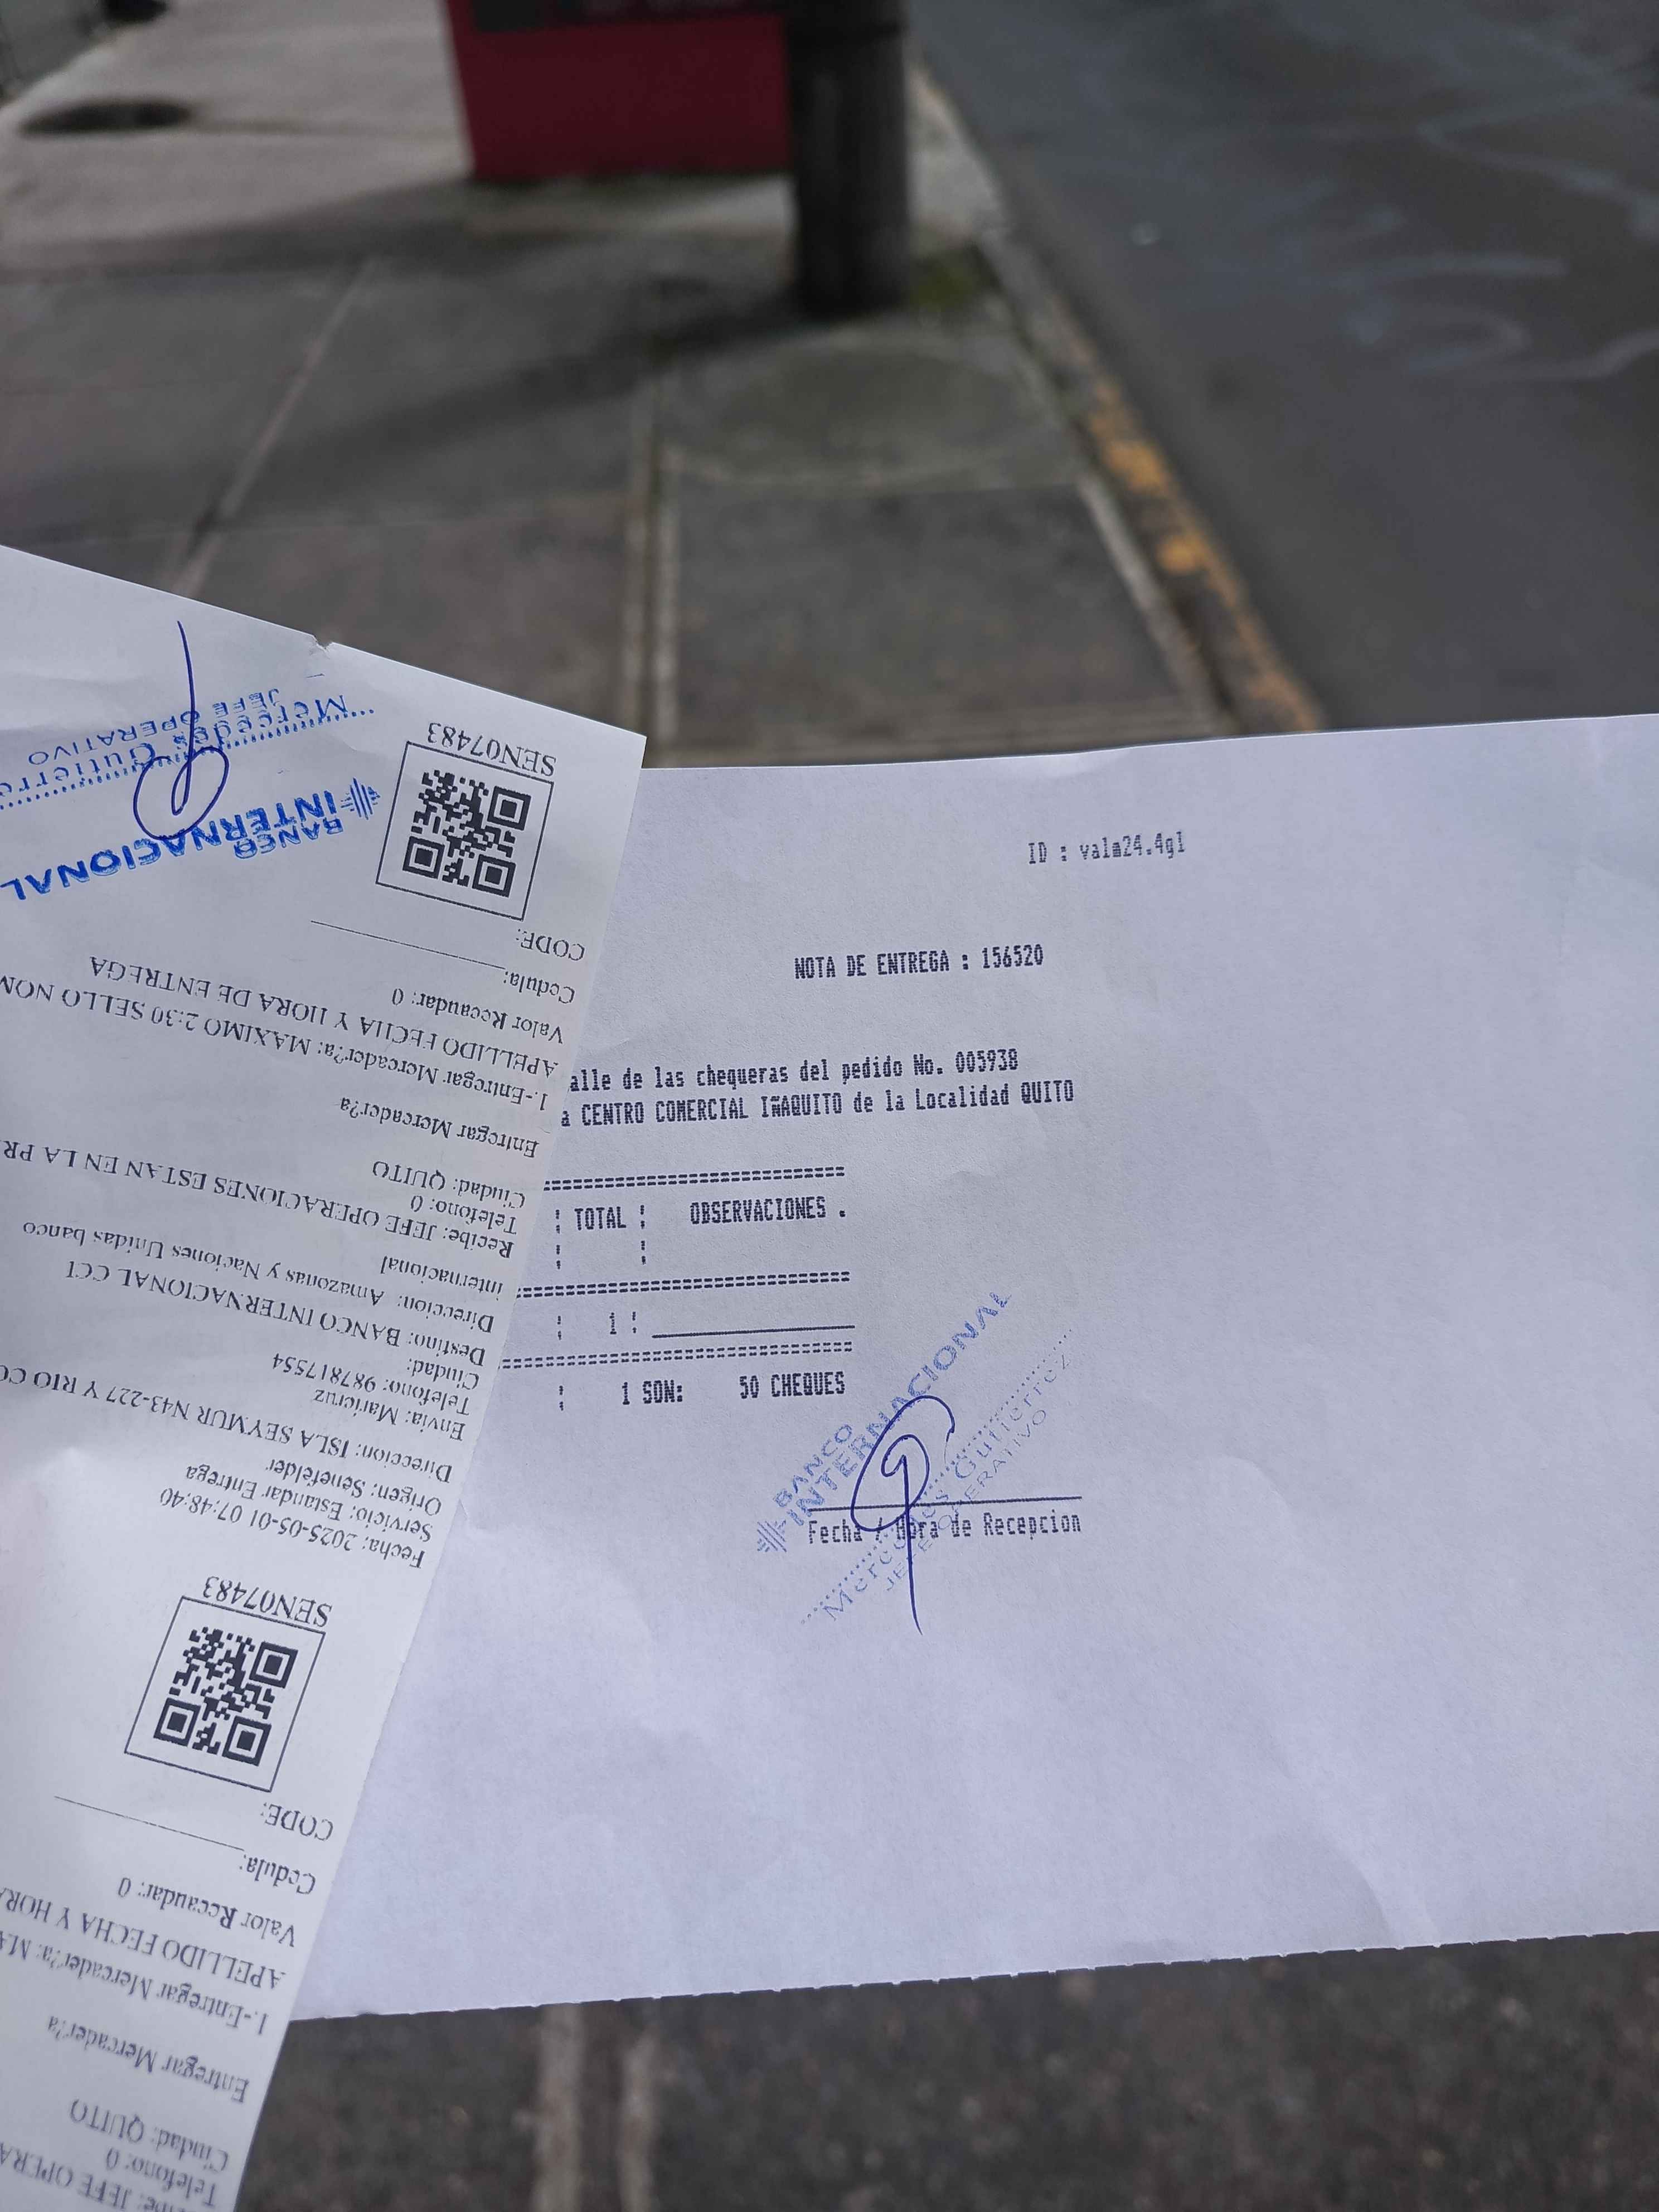 ID : valm24.4gl
NOTA DE ENTREGA : 156520
alle de las chequeras del pedido No. 005938
a CENTRO COMERCIAL IÑAQUITO de la Localidad QUITO
TOTAL OBSERVACIONES .
1
1 SON: 50 CHEQUES
BANCO
INTERNACIONAL
Mercedes Gutierrez
JEFE OPERATIVO
Fecha / Hora de Recepcion
Telefono: 0
Ciudad: QUITO
Entregar Mercader?a
1.-Entregar Mercader?a:
APELLIDO FECHA Y HORA
Valor Recaudar: 0
Cedula:
CODE:
SEN07483
Fecha: 2025-05-01 07:48:40
Servicio: Estandar Entrega
Origen: Senefelder
Direccion: ISLA SEYMUR N43-227 Y RIO
Envia: Maricruz
Telefono: 987817554
Ciudad:
Destino: BANCO INTERNACIONAL CCI
Direccion: Amazonas y Naciones Unidas banco
internacional
Recibe: JEFE OPERACIONES ESTAN EN LA
Telefono: 0
Ciudad: QUITO
Entregar Mercader?a
1.-Entregar Mercader?a: MAXIMO 2:30 SELLO
APELLIDO FECHA Y HORA DE ENTREGA
Valor Recaudar: 0
Cedula:
CODE:
SEN07483
BANCO
INTERNACIONAL
Mercedes
JEFE OPERATIVO